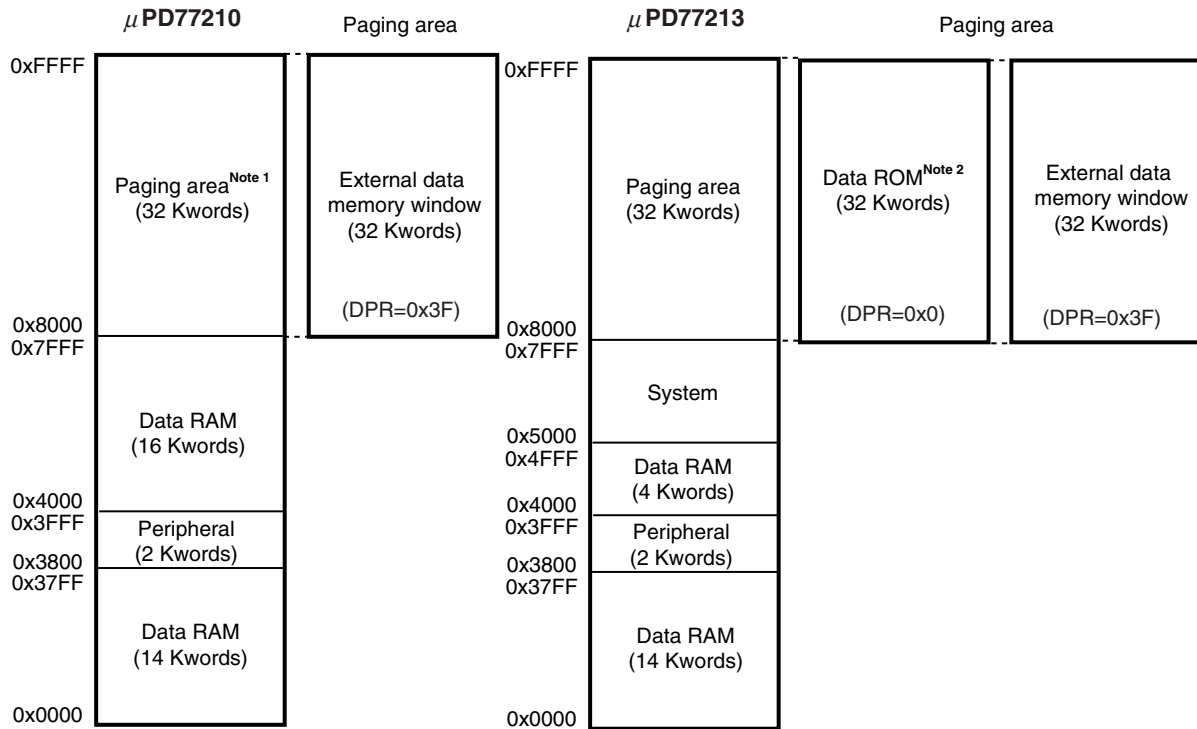 μPD77210
Paging area
0xFFFF
Paging area Note 1
(32 Kwords)
External data
memory window
(32 Kwords)
(DPR=0x3F)
0x8000
0x7FFF
Data RAM
(16 Kwords)
0x4000
0x3FFF
Peripheral
(2 Kwords)
0x3800
0x37FF
Data RAM
(14 Kwords)
0x0000
μPD77213
Paging area
0xFFFF
Paging area
(32 Kwords)
Data ROM Note 2
(32 Kwords)
(DPR=0x0)
External data
memory window
(32 Kwords)
(DPR=0x3F)
0x8000
0x7FFF
System
0x5000
0x4FFF
Data RAM
(4 Kwords)
0x4000
0x3FFF
Peripheral
(2 Kwords)
0x3800
0x37FF
Data RAM
(14 Kwords)
0x0000